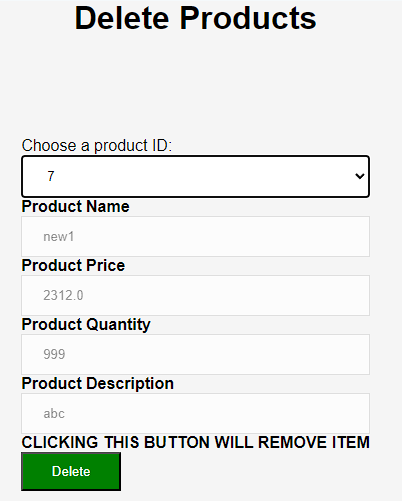 Delete Products
Choose a product ID:
7
Product Name
new1
Product Price
2312.0
Product Quantity
999
Product Description
abc
CLICKING THIS BUTTON WILL REMOVE ITEM
Delete